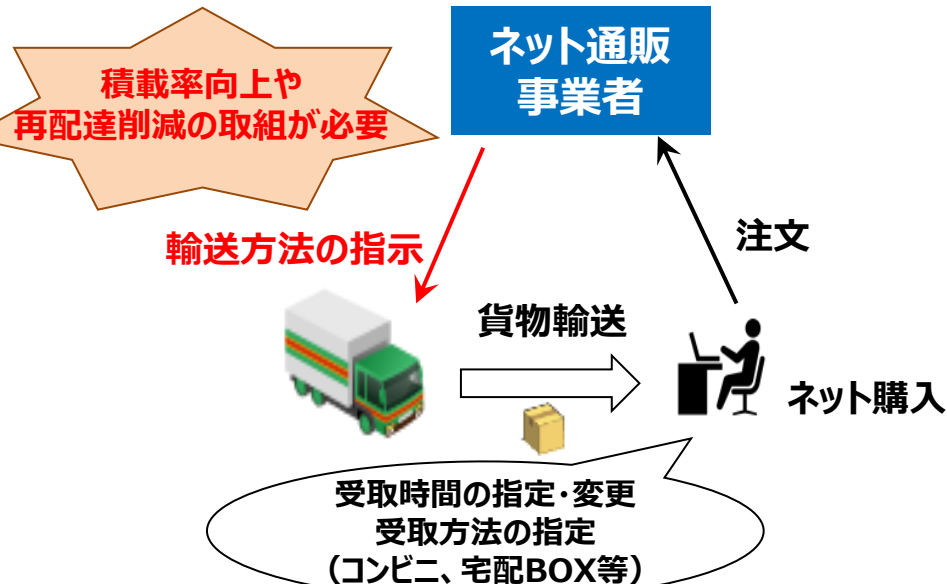 積載率向上や
再配達削減の取組が必要
ネット通販
事業者
輸送方法の指示
注文
貨物輸送
ネット購入
受取時間の指定・変更
受取方法の指定
（コンビニ、宅配BOX等）